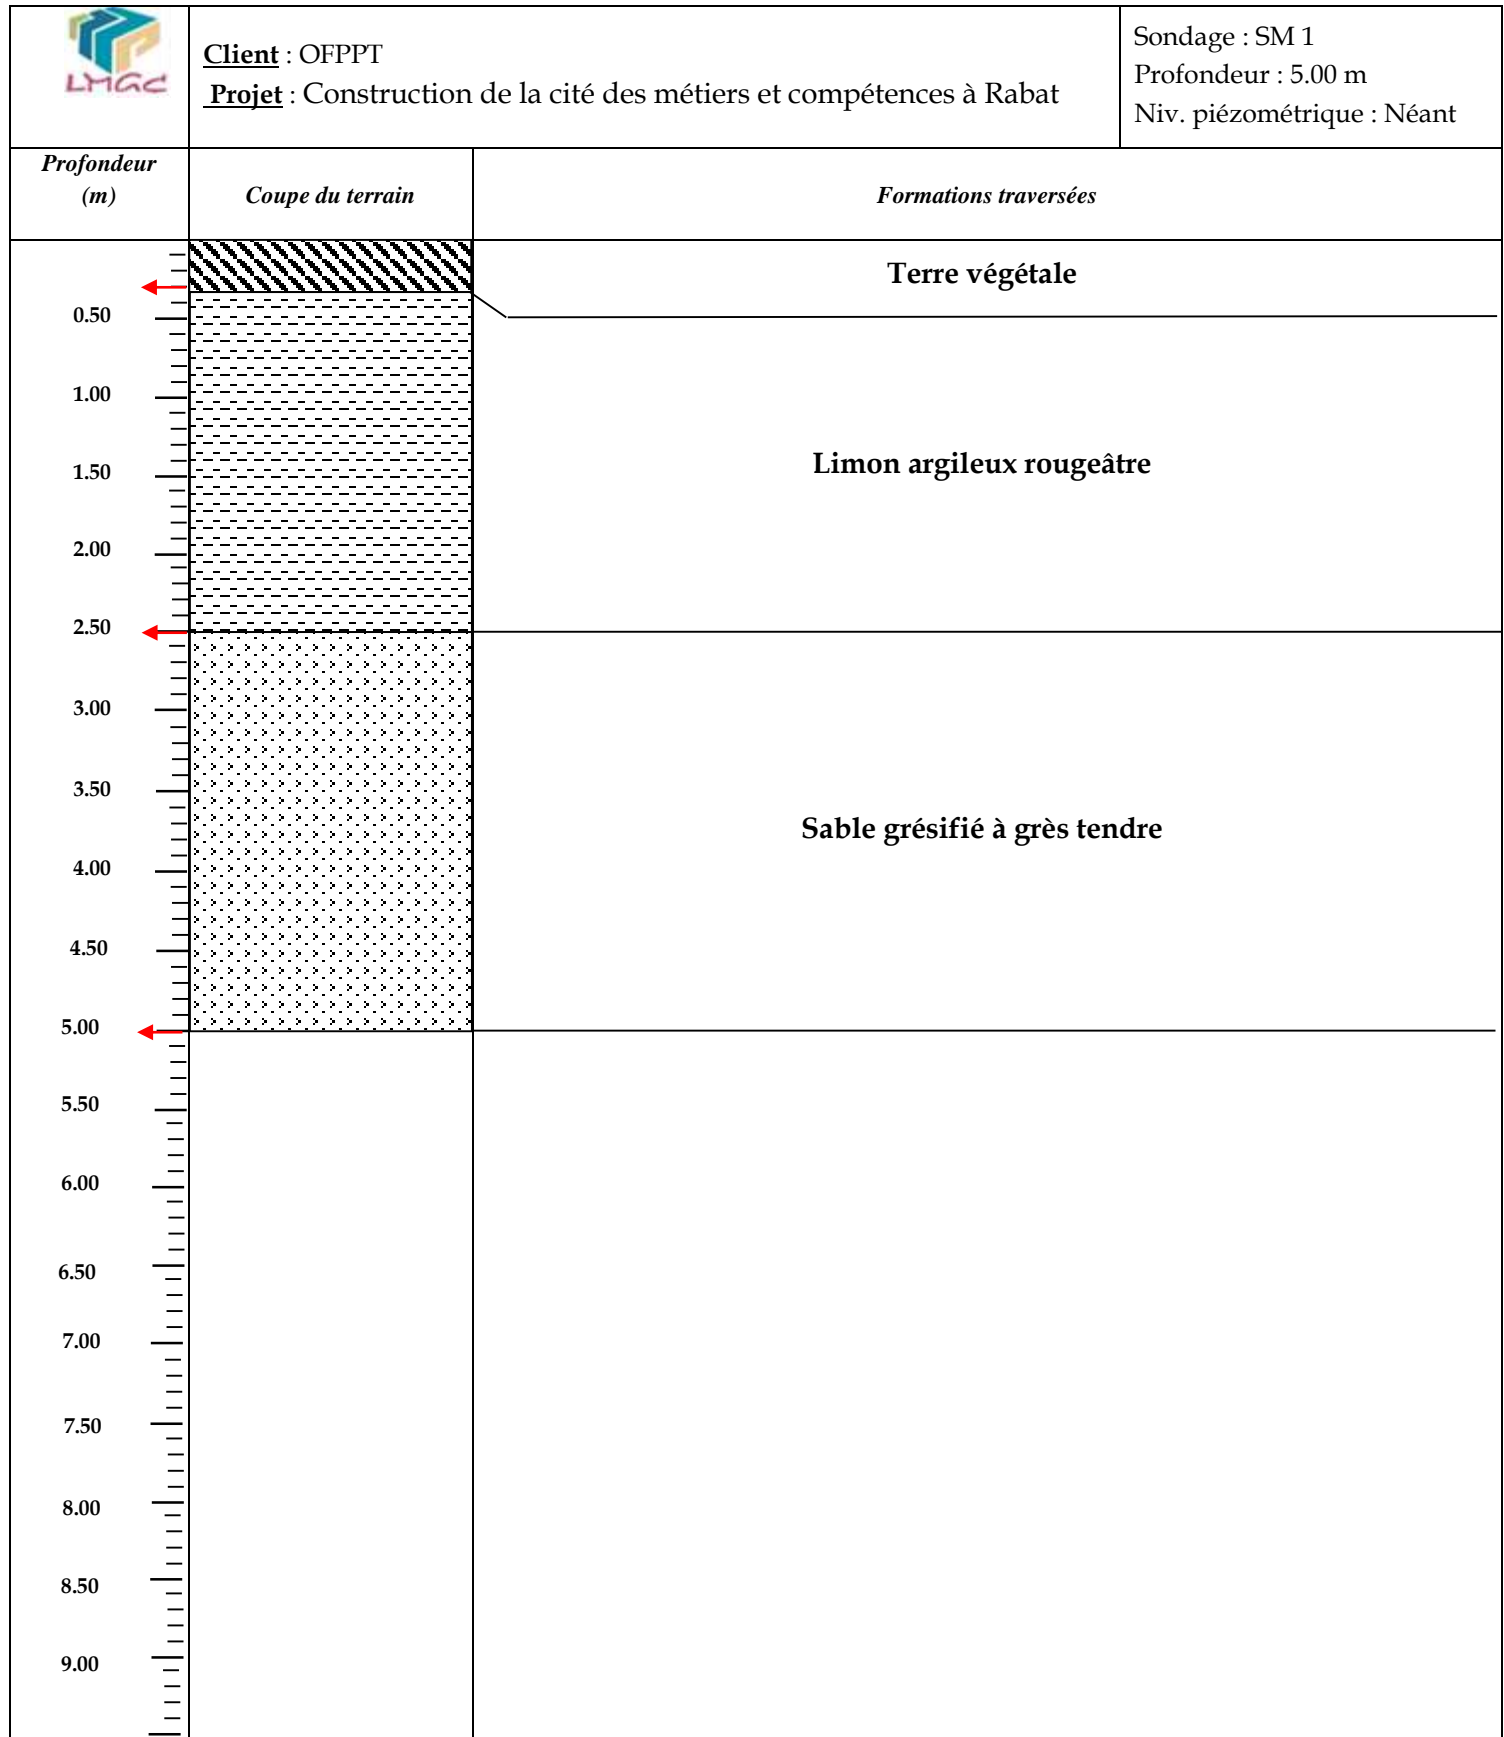 LMGC
Client : OFPPT
Projet : Construction de la cité des métiers et compétences à Rabat
Sondage : SM 1
Profondeur : 5.00 m
Niv. piézométrique : Néant
Profondeur
(m)
Coupe du terrain
Formations traversées
Terre végétale
0.50
1.00
Limon argileux rougeâtre
1.50
2.00
2.50
3.00
3.50
Sable grésifié à grès tendre
4.00
4.50
5.00
5.50
6.00
6.50
7.00
7.50
8.00
8.50
9.00